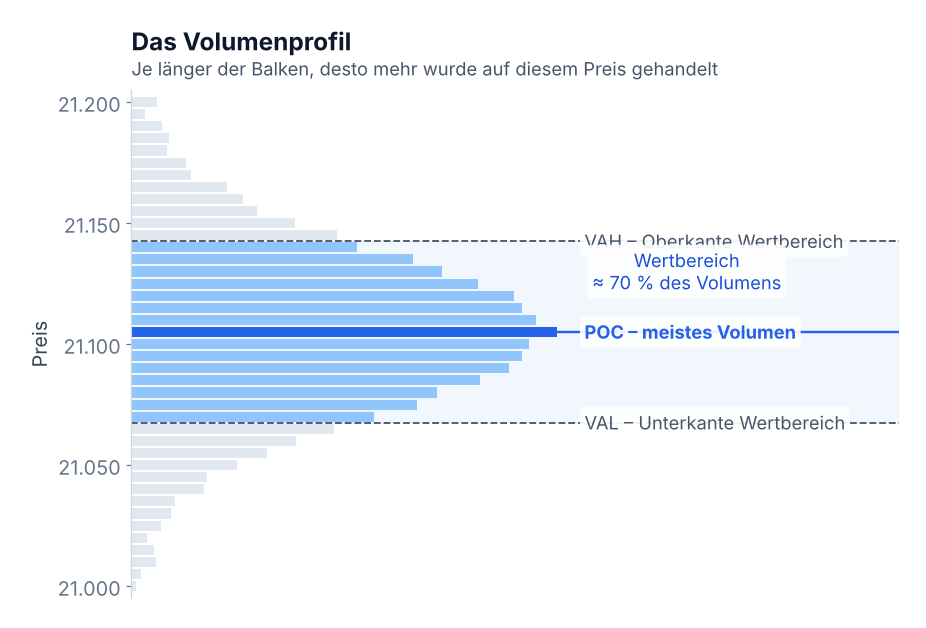 Das Volumenprofil
Je länger der Balken, desto mehr wurde auf diesem Preis gehandelt
21.200
21.150
VAH – Oberkante Wertbereich
Wertbereich
≈ 70 % des Volumens
POC – meistes Volumen
21.100
Preis
VAL – Unterkante Wertbereich
21.050
21.000